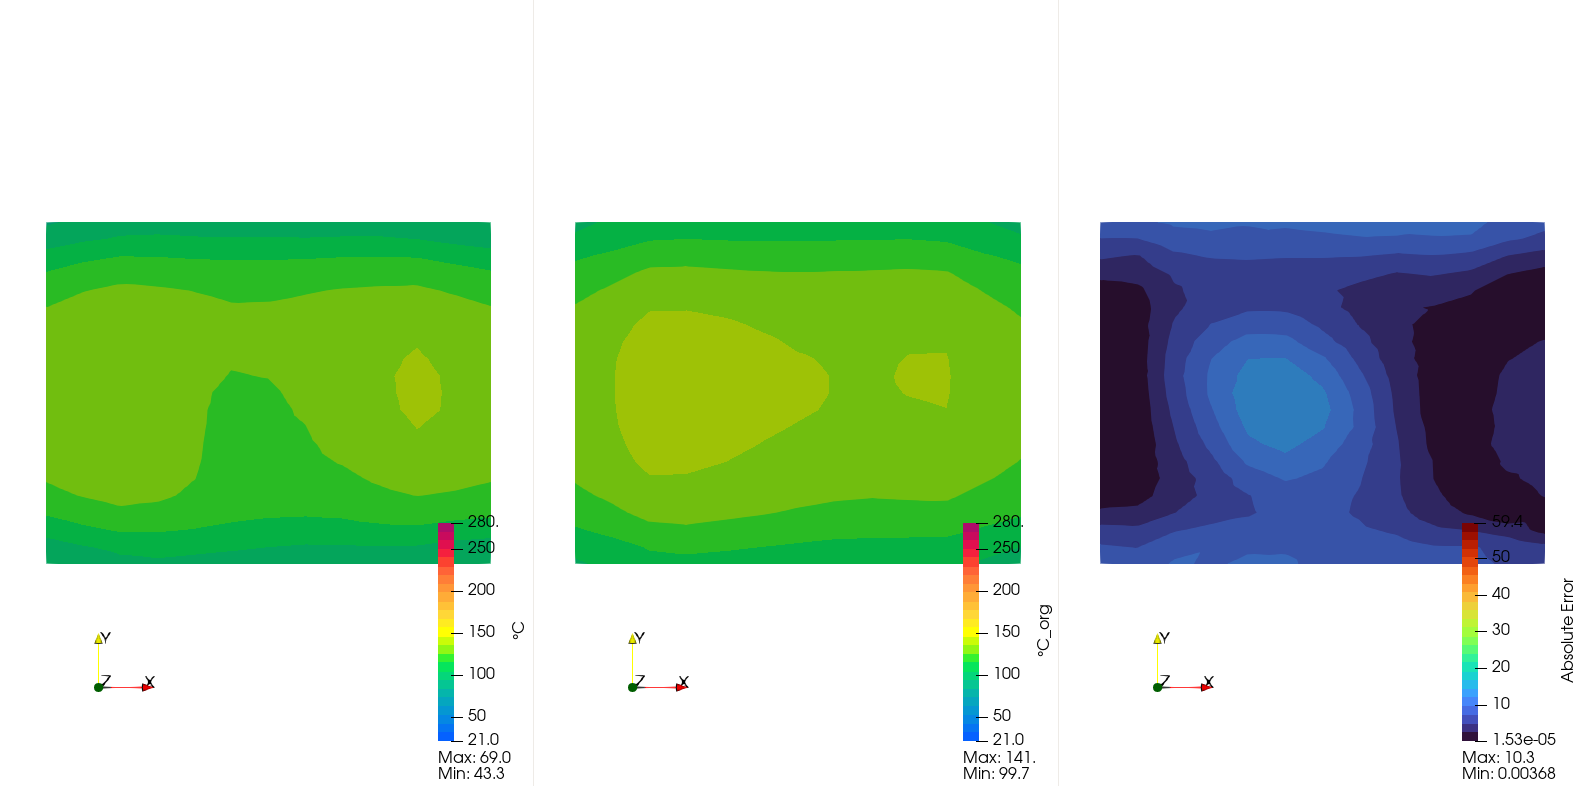 280.
250
200
150
100
50
21.0
°C
Max: 69.0
Min: 43.3
Y
Z
X
280.
250
200
150
100
50
21.0
°C_org
Max: 141.
Min: 99.7
Y
Z
X
59.4
50
40
30
20
10
1.53e-05
Absolute Error
Max: 10.3
Min: 0.00368
Y
Z
X